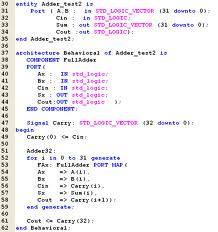 30 entity Adder_test2 is
31 Port ( A,B : in STD_LOGIC_VECTOR (31 downto 0);
32 Cin : in STD_LOGIC;
33 Sum : out STD_LOGIC_VECTOR (31 downto 0);
34 Cout :out STD_LOGIC);
35 end Adder_test2;
36
37 architecture Behavioral of Adder_test2 is
38 COMPONENT FullAdder
39 PORT(
40 Ax : IN std_logic;
41 Bx : IN std_logic;
42 Cin : IN std_logic;
43 Sx : OUT std_logic;
44 Cout:OUT std_logic );
45 END COMPONENT;
46
47 Signal Carry: STD_LOGIC_VECTOR (32 downto 0);
48 begin
49 Carry(0) <= Cin;
50
51 Adder32:
52 for i in 0 to 31 generate
53 FAx: FullAdder PORT MAP(
54 Ax => A(i),
55 Bx => B(i),
56 Cin => Carry(i),
57 Sx => Sum(i),
58 Cout => Carry(i+1));
59 end generate;
60
61 Cout <= Carry(32);
62 end Behavioral;